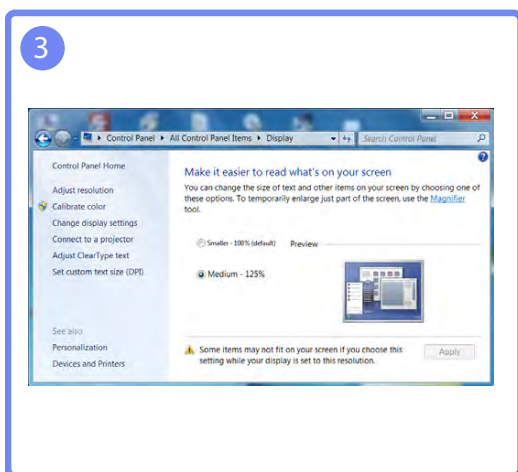 3
Control Panel ▸ All Control Panel Items ▸ Display
Search Control Panel
Control Panel Home
Adjust resolution
Calibrate color
Change display settings
Connect to a projector
Adjust ClearType text
Set custom text size (DPI)
See also
Personalization
Devices and Printers
Make it easier to read what's on your screen
You can change the size of text and other items on your screen by choosing one of
these options. To temporarily enlarge just part of the screen, use the Magnifier
tool.
Smaller - 100% (default) Preview
Medium - 125%
Some items may not fit on your screen if you choose this
setting while your display is set to this resolution.
Apply